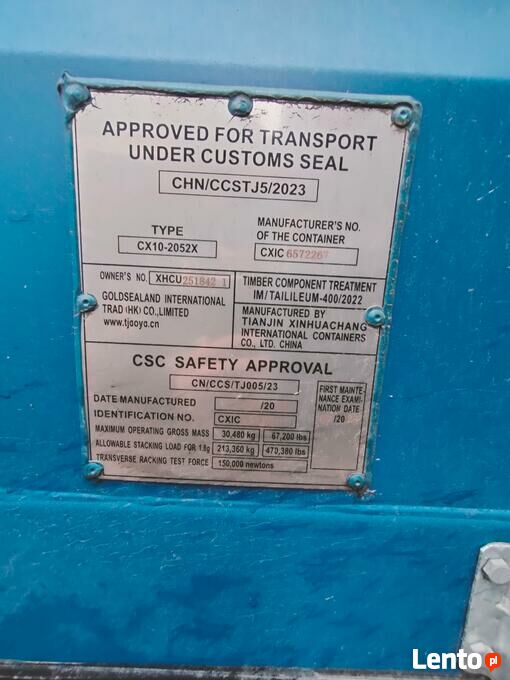 APPROVED FOR TRANSPORT
UNDER CUSTOMS SEAL
CHN/CCSTJ5/2023
TYPE
CX10-2052X
MANUFACTURER'S NO.
OF THE CONTAINER
CXIC 6572267
OWNER'S NO. XHCU 251842 1
GOLDSEALAND INTERNATIONAL
TRAD (HK) CO.,LIMITED
www.tjaoyo.cn
TIMBER COMPONENT TREATMENT
IM/TAILILEUM-400/2022
MANUFACTURED BY
TIANJIN XINHUACHANG
INTERNATIONAL CONTAINERS
CO., LTD. CHINA
CSC SAFETY APPROVAL
CN/CCS/TJ005/23
DATE MANUFACTURED /20
IDENTIFICATION NO. CXIC
MAXIMUM OPERATING GROSS MASS 30,480 kg 67,200 lbs
ALLOWABLE STACKING LOAD FOR 1.8g 213,360 kg 470,380 lbs
TRANSVERSE RACKING TEST FORCE 150,000 newtons
FIRST MAINTE
NANCE EXAMI-
NATION DATE
/20
Lento.pl